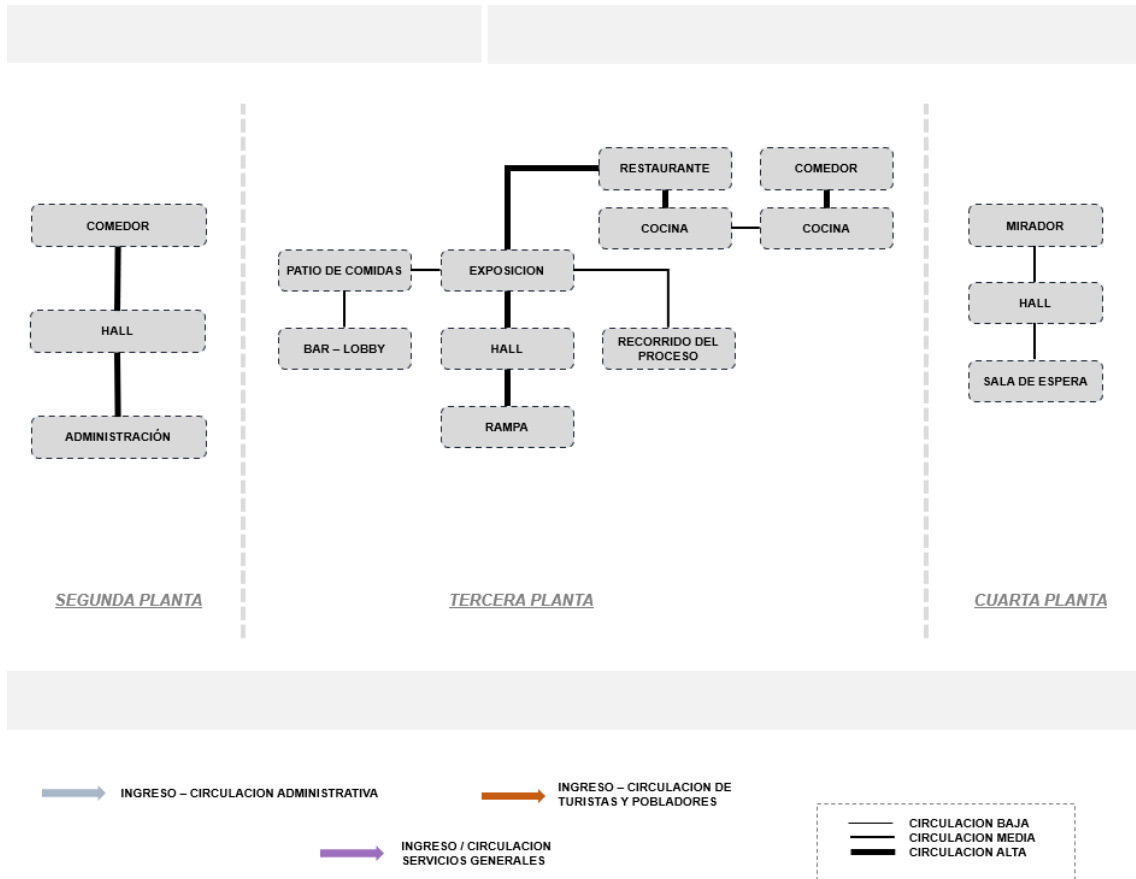 COMEDOR
HALL
ADMINISTRACIÓN
SEGUNDA PLANTA
RESTAURANTE
COMEDOR
COCINA
COCINA
PATIO DE COMIDAS
EXPOSICION
BAR – LOBBY
HALL
RECORRIDO DEL
PROCESO
RAMPA
TERCERA PLANTA
MIRADOR
HALL
SALA DE ESPERA
CUARTA PLANTA
INGRESO – CIRCULACION ADMINISTRATIVA
INGRESO – CIRCULACION DE
TURISTAS Y POBLADORES
INGRESO / CIRCULACION
SERVICIOS GENERALES
CIRCULACION BAJA
CIRCULACION MEDIA
CIRCULACION ALTA